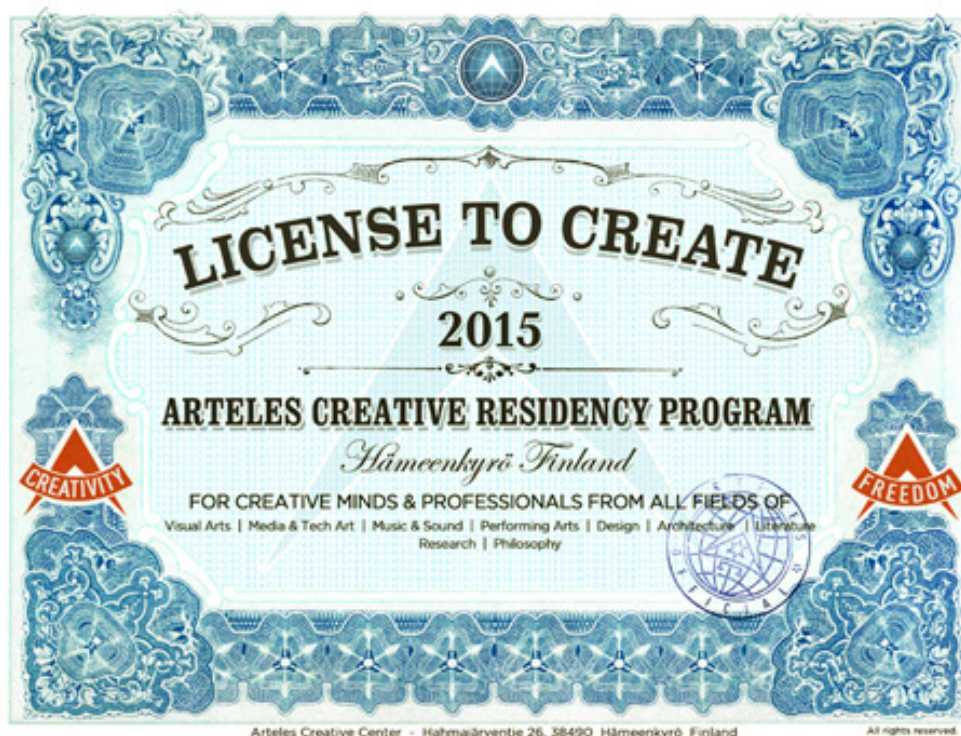 LICENSE TO CREATE
2015
ARTELES CREATIVE RESIDENCY PROGRAM
Hämeenkyrö Finland
CREATIVITY
FREEDOM
FOR CREATIVE MINDS & PROFESSIONALS FROM ALL FIELDS OF
Visual Arts | Media & Tech Art | Music & Sound | Performing Arts | Design | Architecture | Literature
Research | Philosophy
OFFICIAL
Arteles Creative Center - Hahmajärventie 26, 38490 Hämeenkyrö, Finland
All rights reserved.